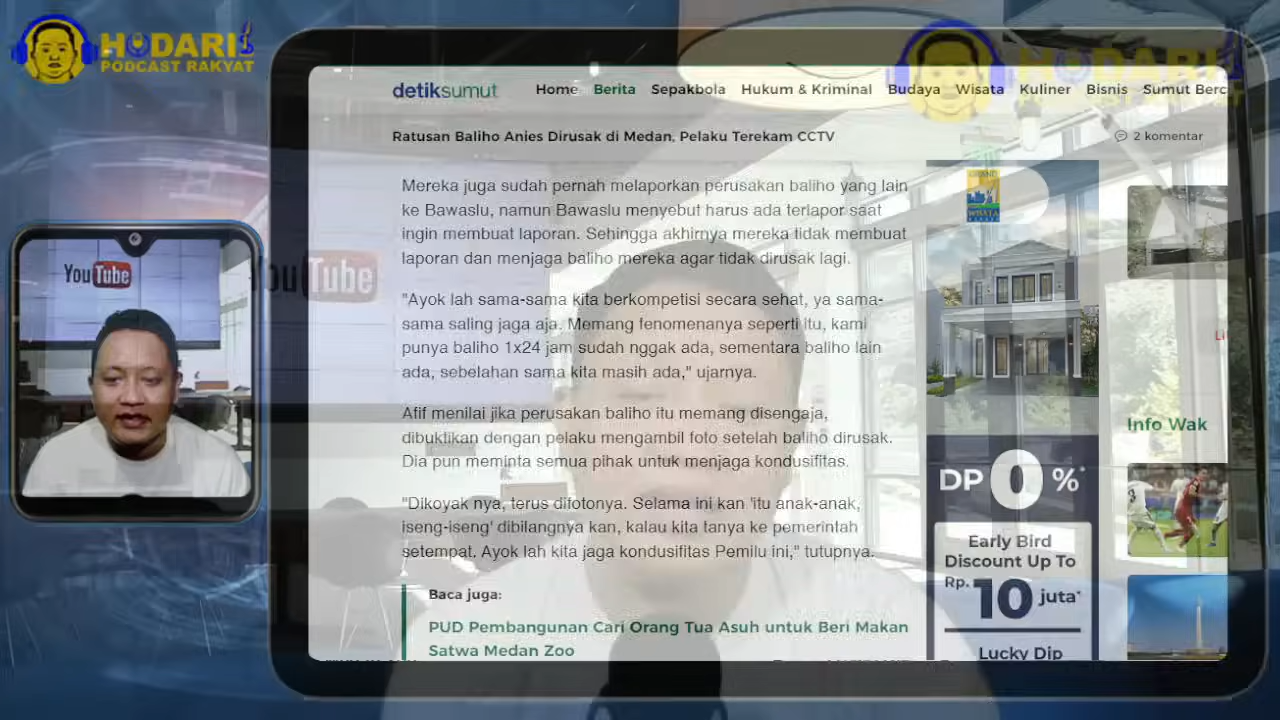 HODARI
PODCAST RAKYAT
HODARI
YouTube
YouTube
detiksumut
Home Berita Sepakbola Hukum & Kriminal Budaya Wisata Kuliner Bisnis Sumut Berc
Ratusan Baliho Anies Dirusak di Medan, Pelaku Terekam CCTV
2 komentar
Mereka juga sudah pernah melaporkan perusakan baliho yang lain
ke Bawaslu, namun Bawaslu menyebut harus ada terlapor saat
ingin membuat laporan. Sehingga akhirnya mereka tidak membuat
laporan dan menjaga baliho mereka agar tidak dirusak lagi.
"Ayok lah sama-sama kita berkompetisi secara sehat, ya sama-
sama saling jaga aja. Memang fenomenanya seperti itu, kami
punya baliho 1x24 jam sudah nggak ada, sementara baliho lain
ada, sebelahan sama kita masih ada," ujarnya.
Afif menilai jika perusakan baliho itu memang disengaja,
dibuktikan dengan pelaku mengambil foto setelah baliho dirusak.
Dia pun meminta semua pihak untuk menjaga kondusifitas.
"Dikoyak nya, terus difotonya. Selama ini kan 'itu anak-anak,
iseng-iseng' dibilangnya kan, kalau kita tanya ke pemerintah
setempat. Ayok lah kita jaga kondusifitas Pemilu ini," tutupnya.
Baca juga:
PUD Pembangunan Cari Orang Tua Asuh untuk Beri Makan
Satwa Medan Zoo
DP 0%*
Early Bird
Discount Up To
Rp. 10 juta*
Lucky Dip
Li
Info Wak